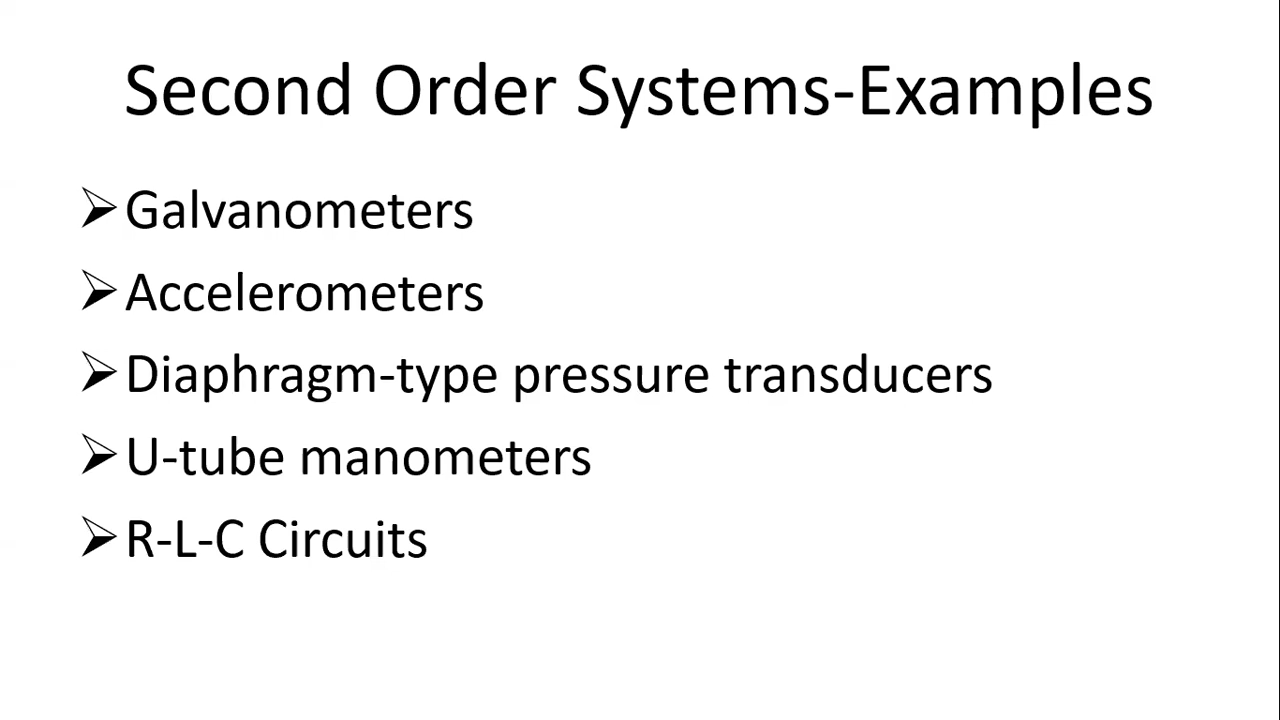 Second Order Systems-Examples
➢Galvanometers
➢Accelerometers
➢Diaphragm-type pressure transducers
➢U-tube manometers
➢R-L-C Circuits